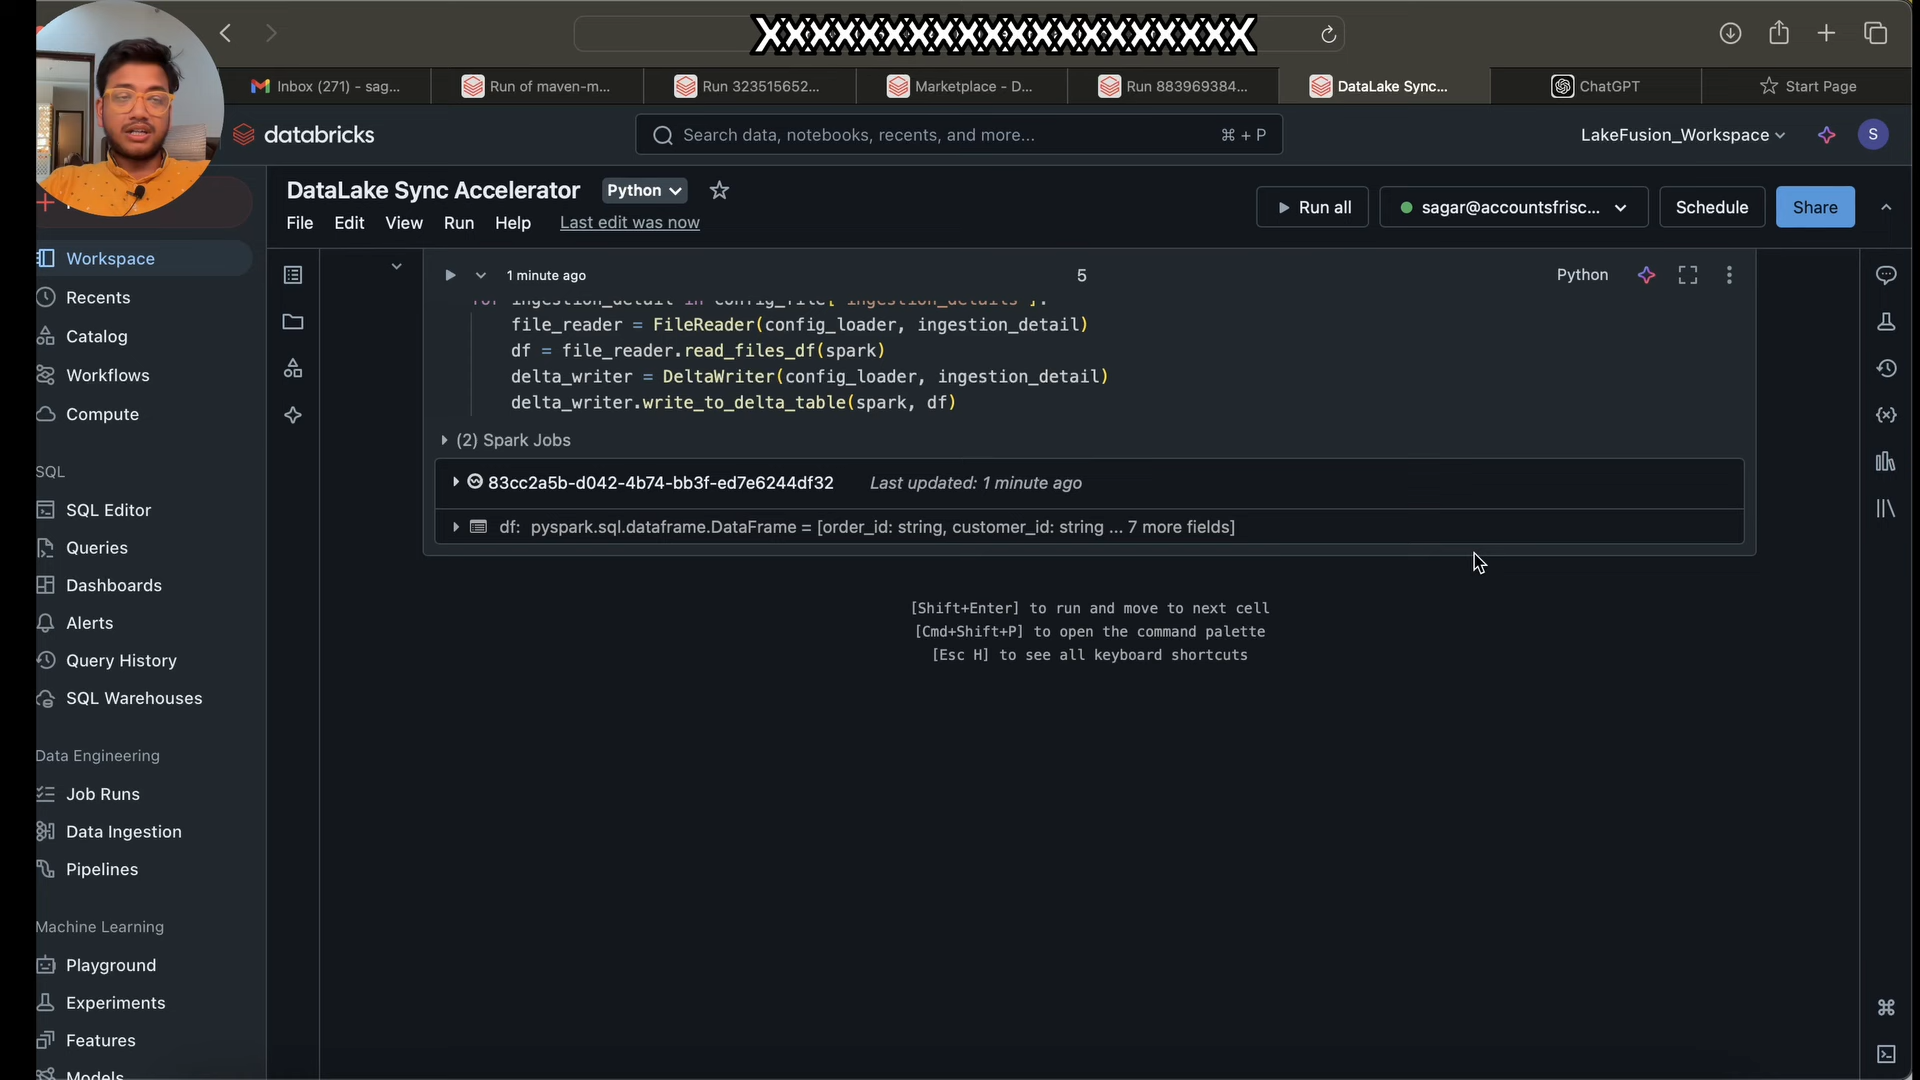 XXXXXXXXXXXXXXXXXXXX
Inbox (271) - sag...
Run of maven-m...
Run 323515652...
Marketplace - D...
Run 883969384...
DataLake Sync...
ChatGPT
Start Page
databricks
Search data, notebooks, recents, and more...
⌘ + P
LakeFusion_Workspace
S
DataLake Sync Accelerator
Python
File
Edit
View
Run
Help
Last edit was now
Run all
sagar@accountsfrisc...
Schedule
Share
Workspace
Recents
Catalog
Workflows
Compute
SQL
SQL Editor
Queries
Dashboards
Alerts
Query History
SQL Warehouses
Data Engineering
Job Runs
Data Ingestion
Pipelines
Machine Learning
Playground
Experiments
Features
Models
1 minute ago
5
Python
for ingestion_detail in config_file["ingestion_details"]:
file_reader = FileReader(config_loader, ingestion_detail)
df = file_reader.read_files_df(spark)
delta_writer = DeltaWriter(config_loader, ingestion_detail)
delta_writer.write_to_delta_table(spark, df)
(2) Spark Jobs
83cc2a5b-d042-4b74-bb3f-ed7e6244df32 Last updated: 1 minute ago
df: pyspark.sql.dataframe.DataFrame = [order_id: string, customer_id: string ... 7 more fields]
[Shift+Enter] to run and move to next cell
[Cmd+Shift+P] to open the command palette
[Esc H] to see all keyboard shortcuts